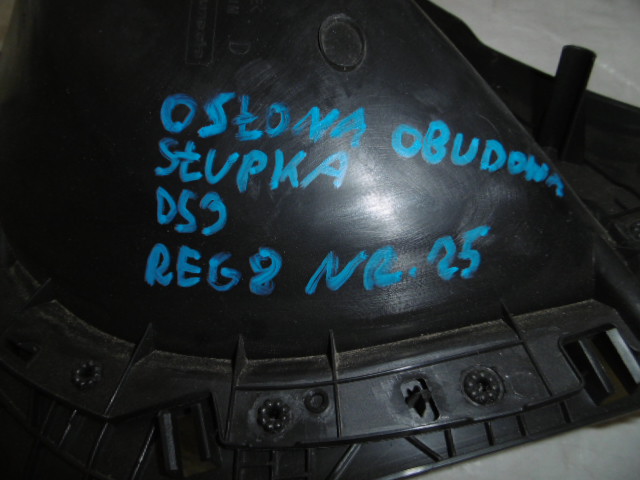 OSŁONA OBUDOWA
SŁUPKA
DS3
REG8 NR. 25